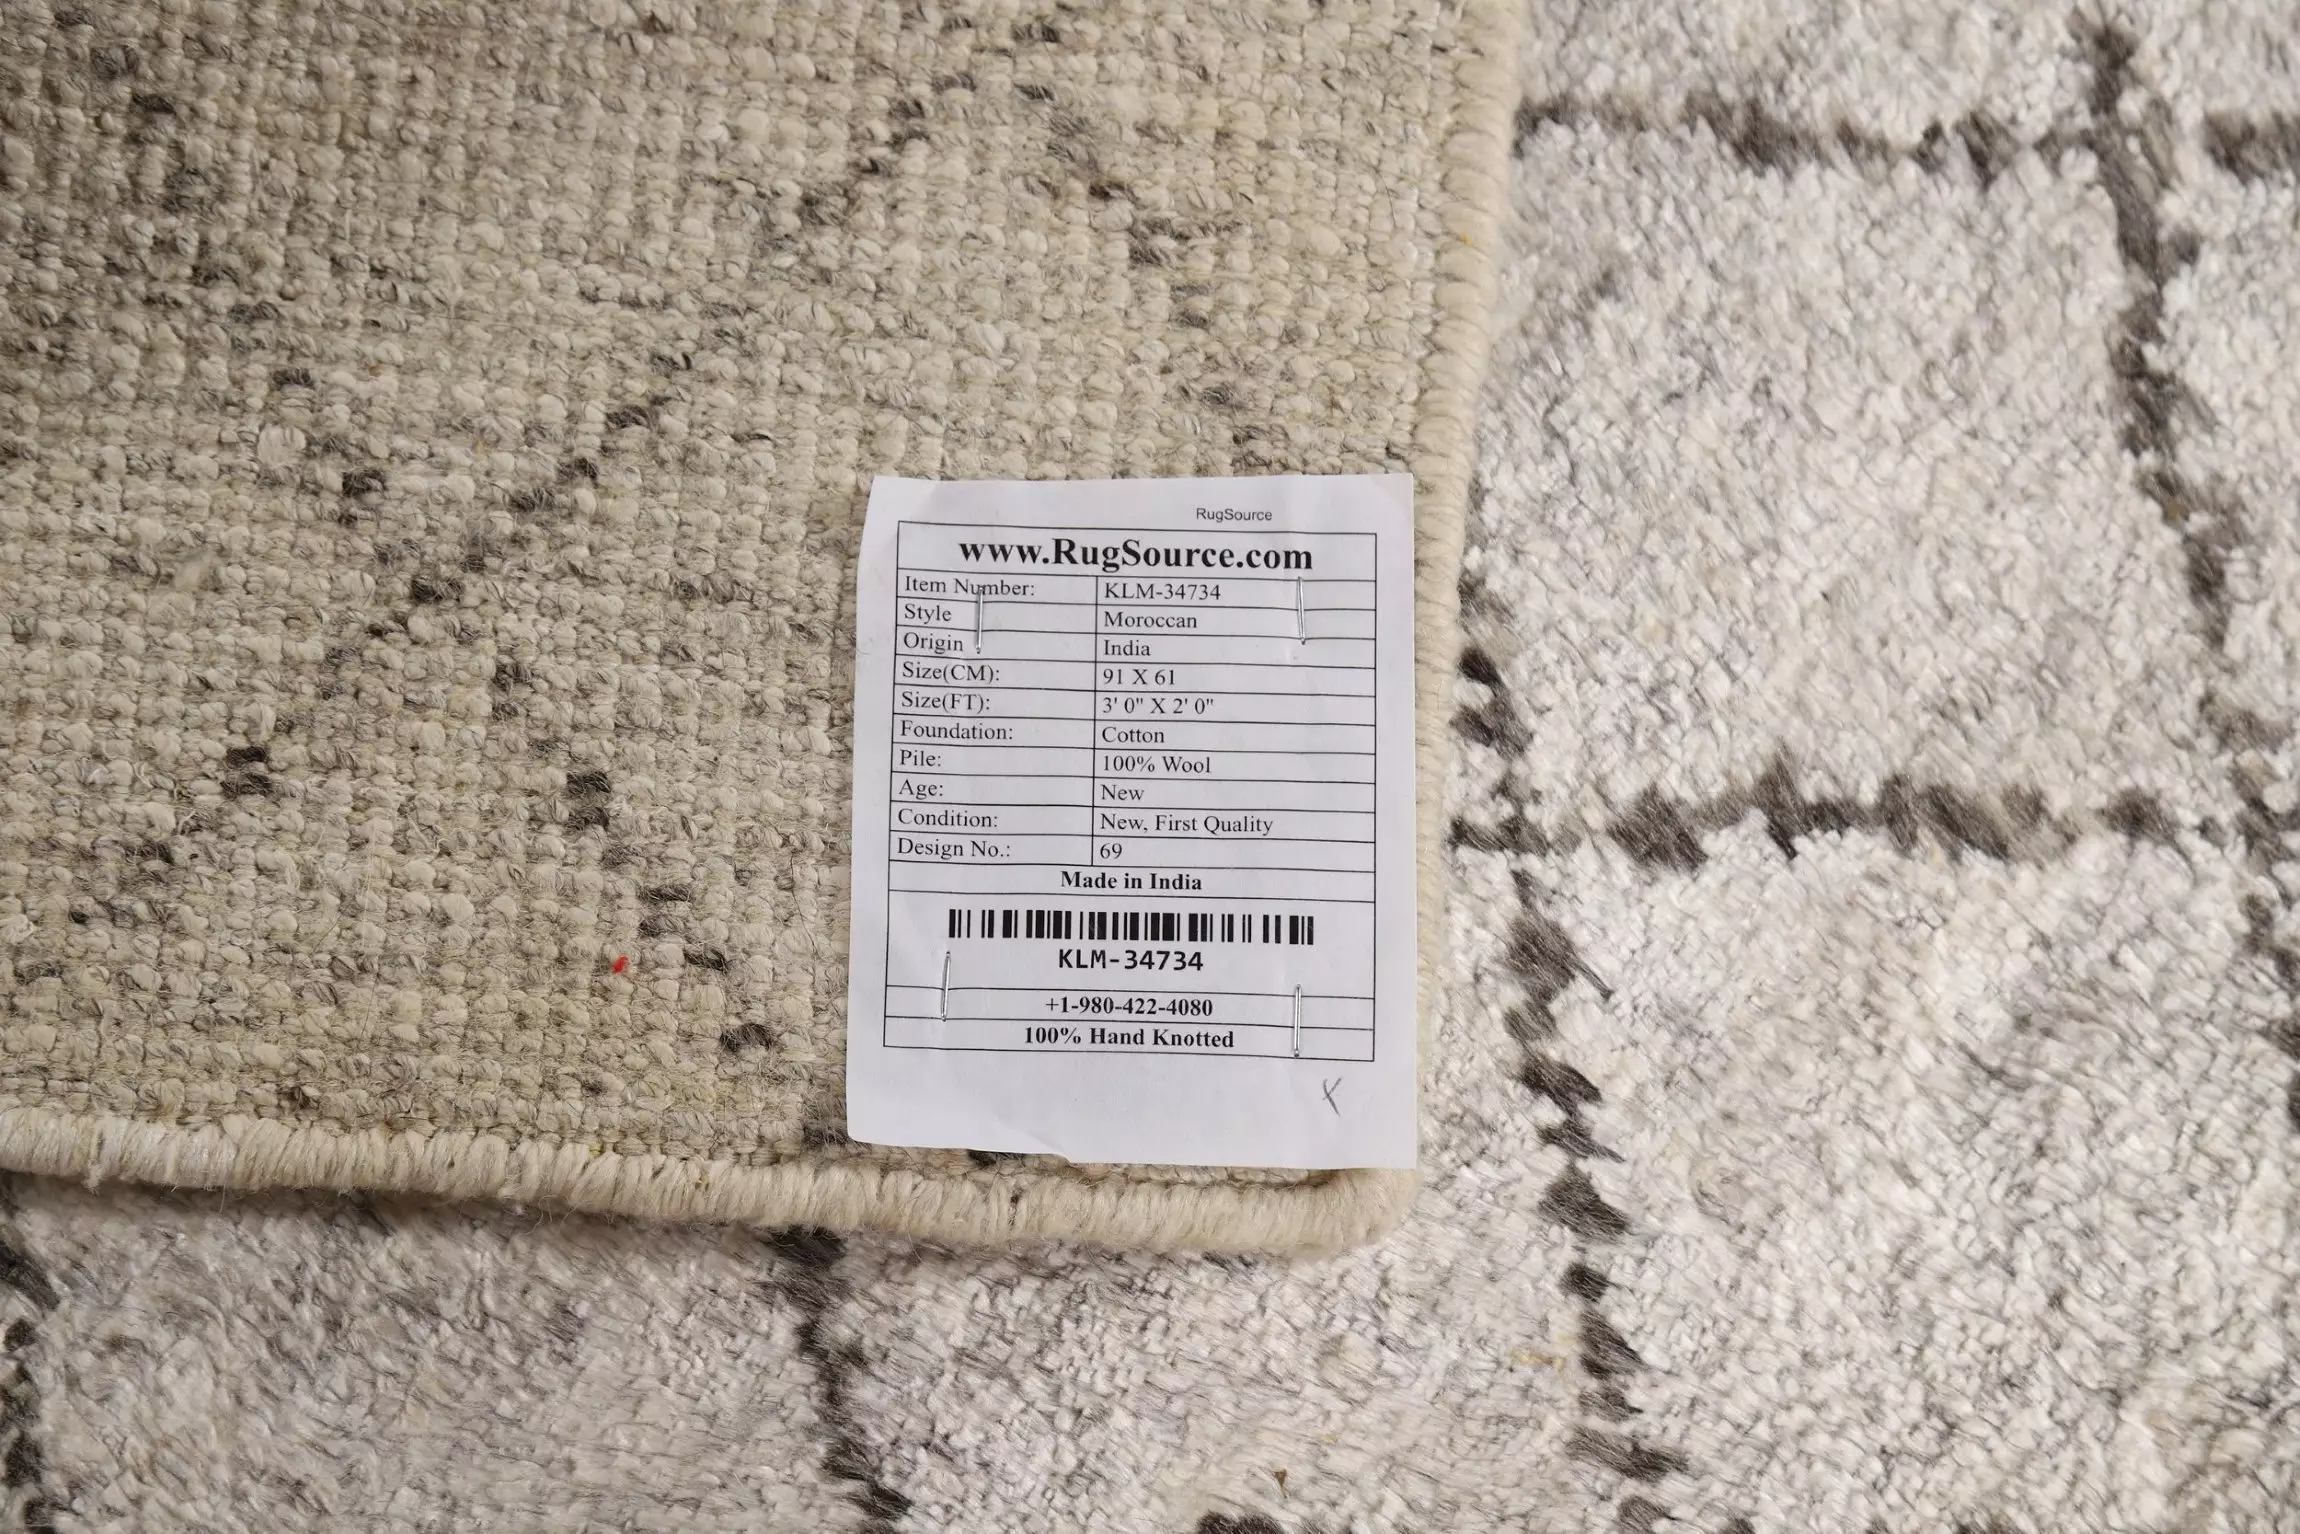 RugSource
www.RugSource.com
Item Number: KLM-34734
Style Moroccan
Origin India
Size(CM): 91 X 61
Size(FT): 3' 0" X 2' 0"
Foundation: Cotton
Pile: 100% Wool
Age: New
Condition: New, First Quality
Design No.: 69
Made in India
KLM-34734
+1-980-422-4080
100% Hand Knotted